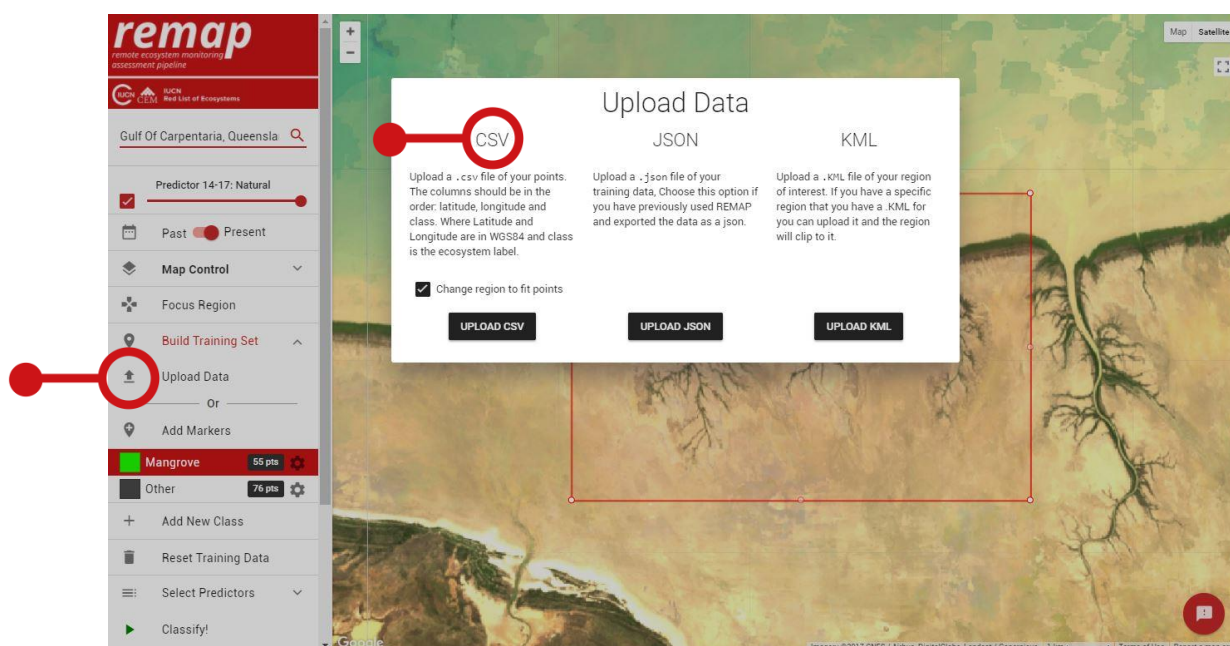 remap
remote ecosystem monitoring
assessment pipeline
IUCN
CEM
IUCN
Red List of Ecosystems
Gulf Of Carpentaria, Queensla
Predictor 14-17: Natural
Past Present
Map Control
Focus Region
Build Training Set
Upload Data
Or
Add Markers
Mangrove 55 pts
Other 76 pts
Add New Class
Reset Training Data
Select Predictors
Classify!
+
-
Map Satellite
Upload Data
CSV
Upload a .csv file of your points.
The columns should be in the
order: latitude, longitude and
class. Where Latitude and
Longitude are in WGS84 and class
is the ecosystem label.
Change region to fit points
UPLOAD CSV
JSON
Upload a .json file of your
training data, Choose this option if
you have previously used REMAP
and exported the data as a json.
UPLOAD JSON
KML
Upload a .KML file of your region
of interest. If you have a specific
region that you have a .KML for
you can upload it and the region
will clip to it.
UPLOAD KML
Google